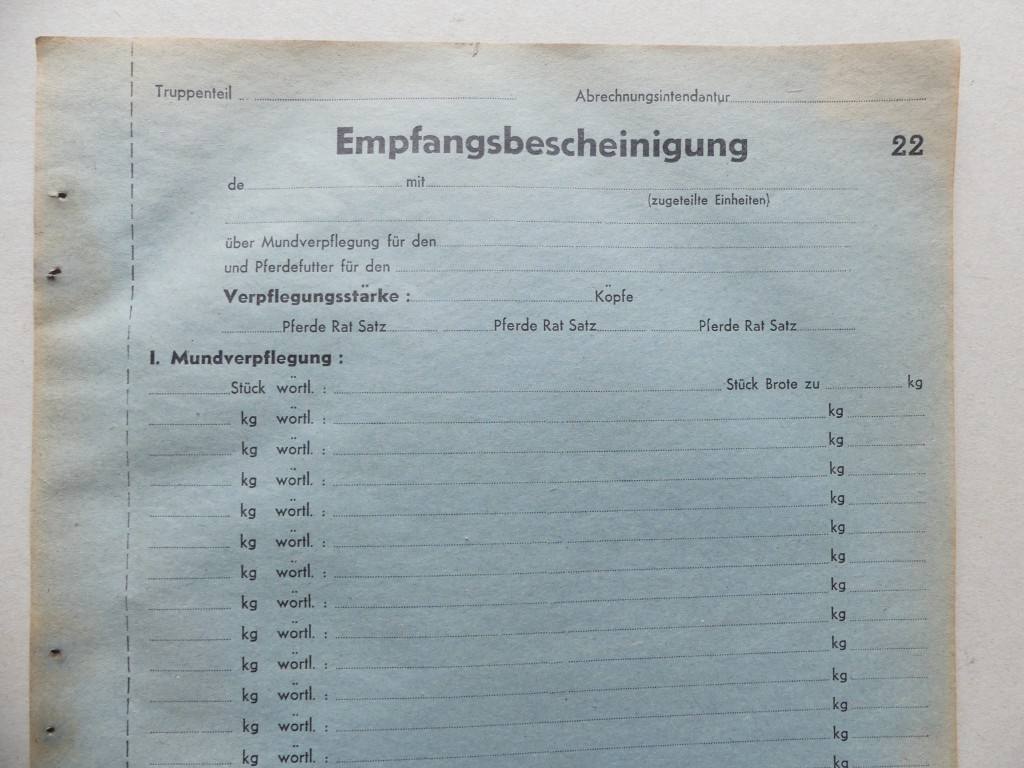 Truppenteil Abrechnungsintendantur
Empfangsbescheinigung 22
de mit
(zugeteilte Einheiten)
über Mundverpflegung für den
und Pferdefutter für den
Verpflegungsstärke : Köpfe
Pferde Rat Satz Pferde Rat Satz Pferde Rat Satz
I. Mundverpflegung :
Stück wörtl. : Stück Brote zu kg
kg wörtl. : kg
kg wörtl. : kg
kg wörtl. : kg
kg wörtl. : kg
kg wörtl. : kg
kg wörtl. : kg
kg wörtl. : kg
kg wörtl. : kg
kg wörtl. : kg
kg wörtl. : kg
kg wörtl. : kg
kg wörtl. : kg
kg